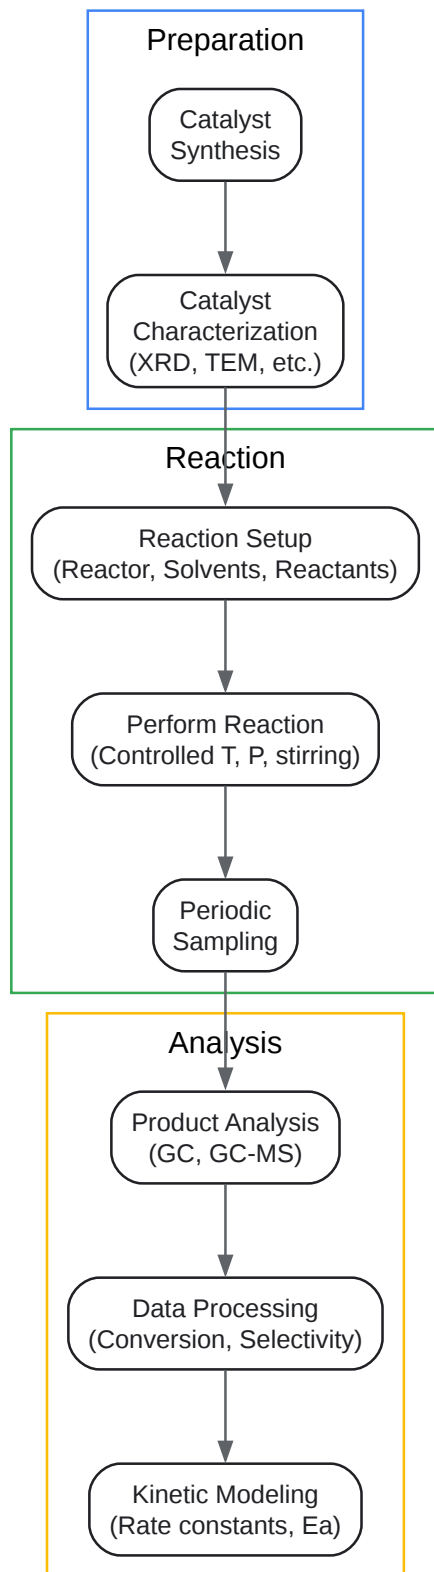 Preparation
Catalyst
Synthesis
Catalyst
Characterization
(XRD, TEM, etc.)
Reaction
Reaction Setup
(Reactor, Solvents, Reactants)
Perform Reaction
(Controlled T, P, stirring)
Periodic
Sampling
Analysis
Product Analysis
(GC, GC-MS)
Data Processing
(Conversion, Selectivity)
Kinetic Modeling
(Rate constants, Ea)